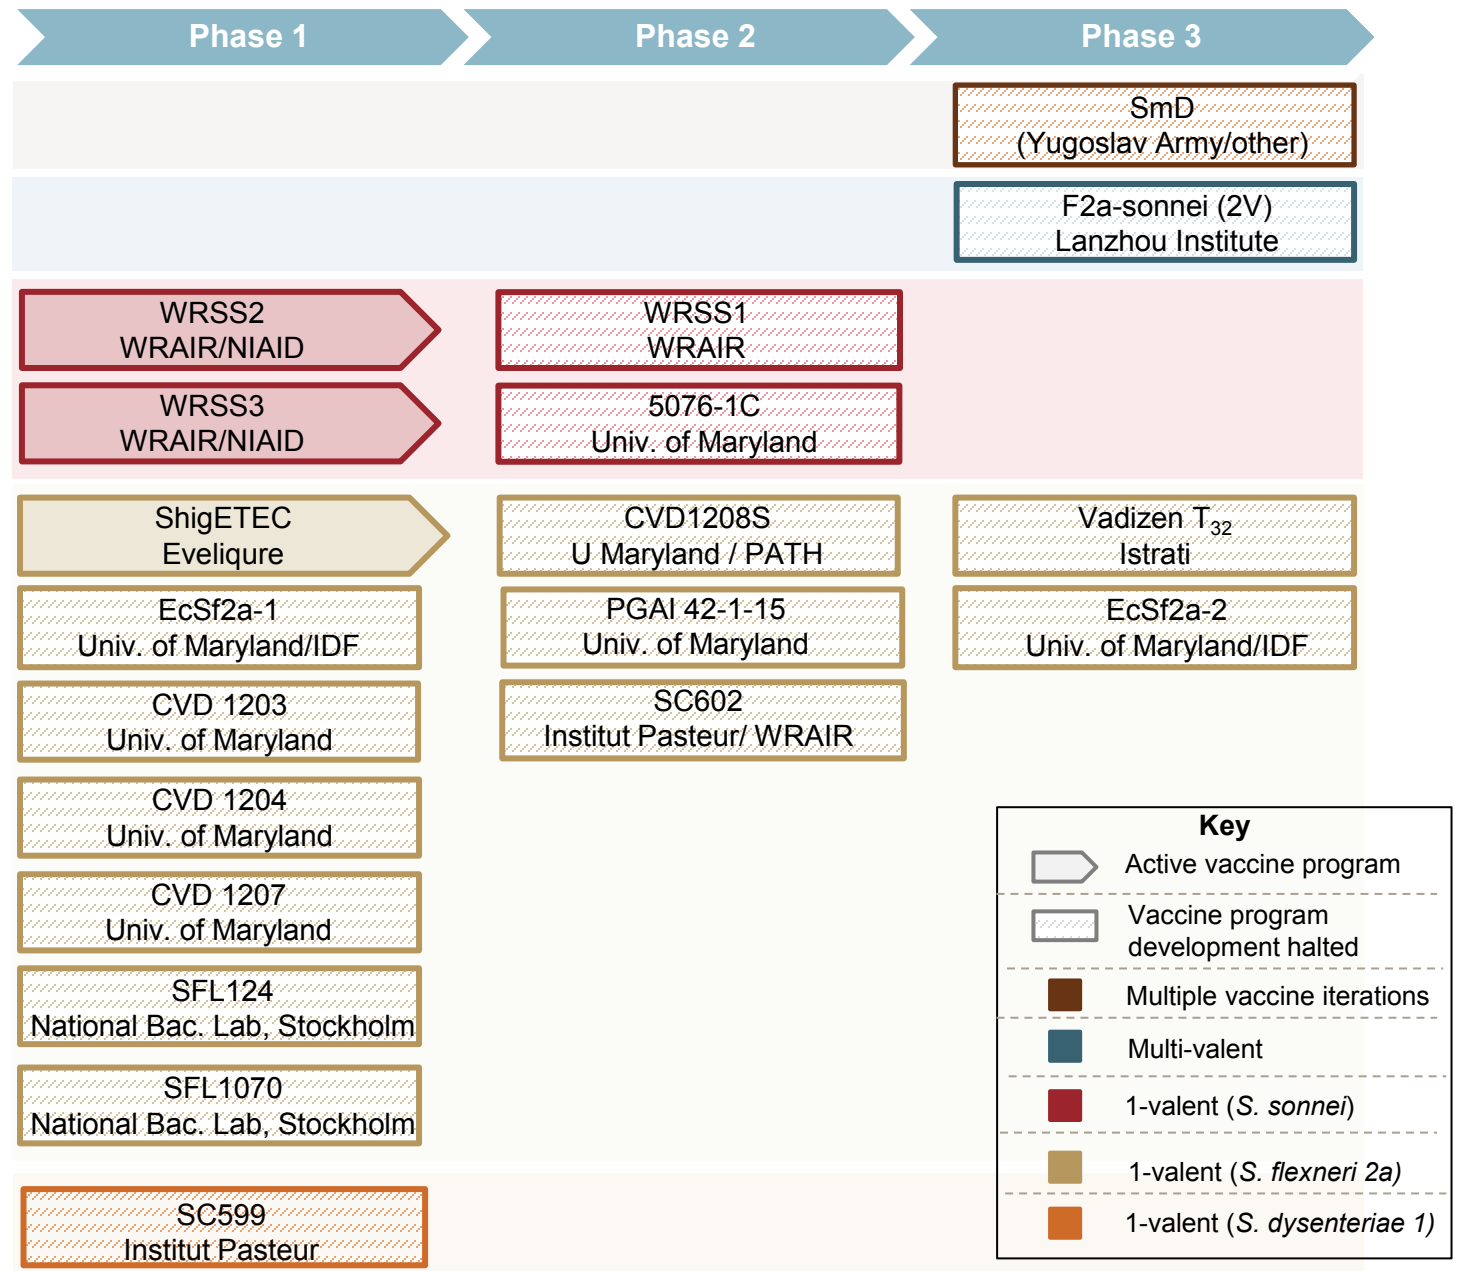 Phase 1
Phase 2
Phase 3
SmD
(Yugoslav Army/other)
F2a-sonnei (2V)
Lanzhou Institute
WRSS2
WRAIR/NIAID
WRSS1
WRAIR
WRSS3
WRAIR/NIAID
5076-1C
Univ. of Maryland
ShigETEC
Eveliqure
CVD1208S
U Maryland / PATH
Vadizen T32
Istrati
EcSf2a-1
Univ. of Maryland/IDF
PGAI 42-1-15
Univ. of Maryland
EcSf2a-2
Univ. of Maryland/IDF
CVD 1203
Univ. of Maryland
SC602
Institut Pasteur/ WRAIR
CVD 1204
Univ. of Maryland
CVD 1207
Univ. of Maryland
SFL124
National Bac. Lab, Stockholm
SFL1070
National Bac. Lab, Stockholm
SC599
Institut Pasteur
Key
Active vaccine program
Vaccine program
development halted
Multiple vaccine iterations
Multi-valent
1-valent (S. sonnei)
1-valent (S. flexneri 2a)
1-valent (S. dysenteriae 1)